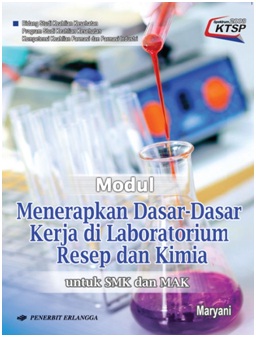 Bidang Studi Keahlian Kesehatan
Program Studi Keahlian Kesehatan
Kompetensi Keahlian Farmasi dan Farmasi Industri
KTSP
Modul
Menerapkan Dasar-Dasar
Kerja di Laboratorium
Resep dan Kimia
untuk SMK dan MAK
Maryani
PENERBIT ERLANGGA